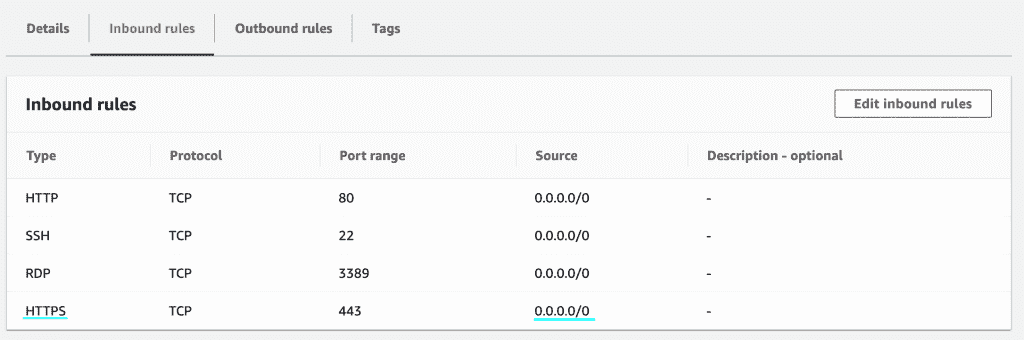 Details Inbound rules Outbound rules Tags
Inbound rules Edit inbound rules
Type Protocol Port range Source Description - optional
HTTP TCP 80 0.0.0.0/0 -
SSH TCP 22 0.0.0.0/0 -
RDP TCP 3389 0.0.0.0/0 -
HTTPS TCP 443 0.0.0.0/0 -